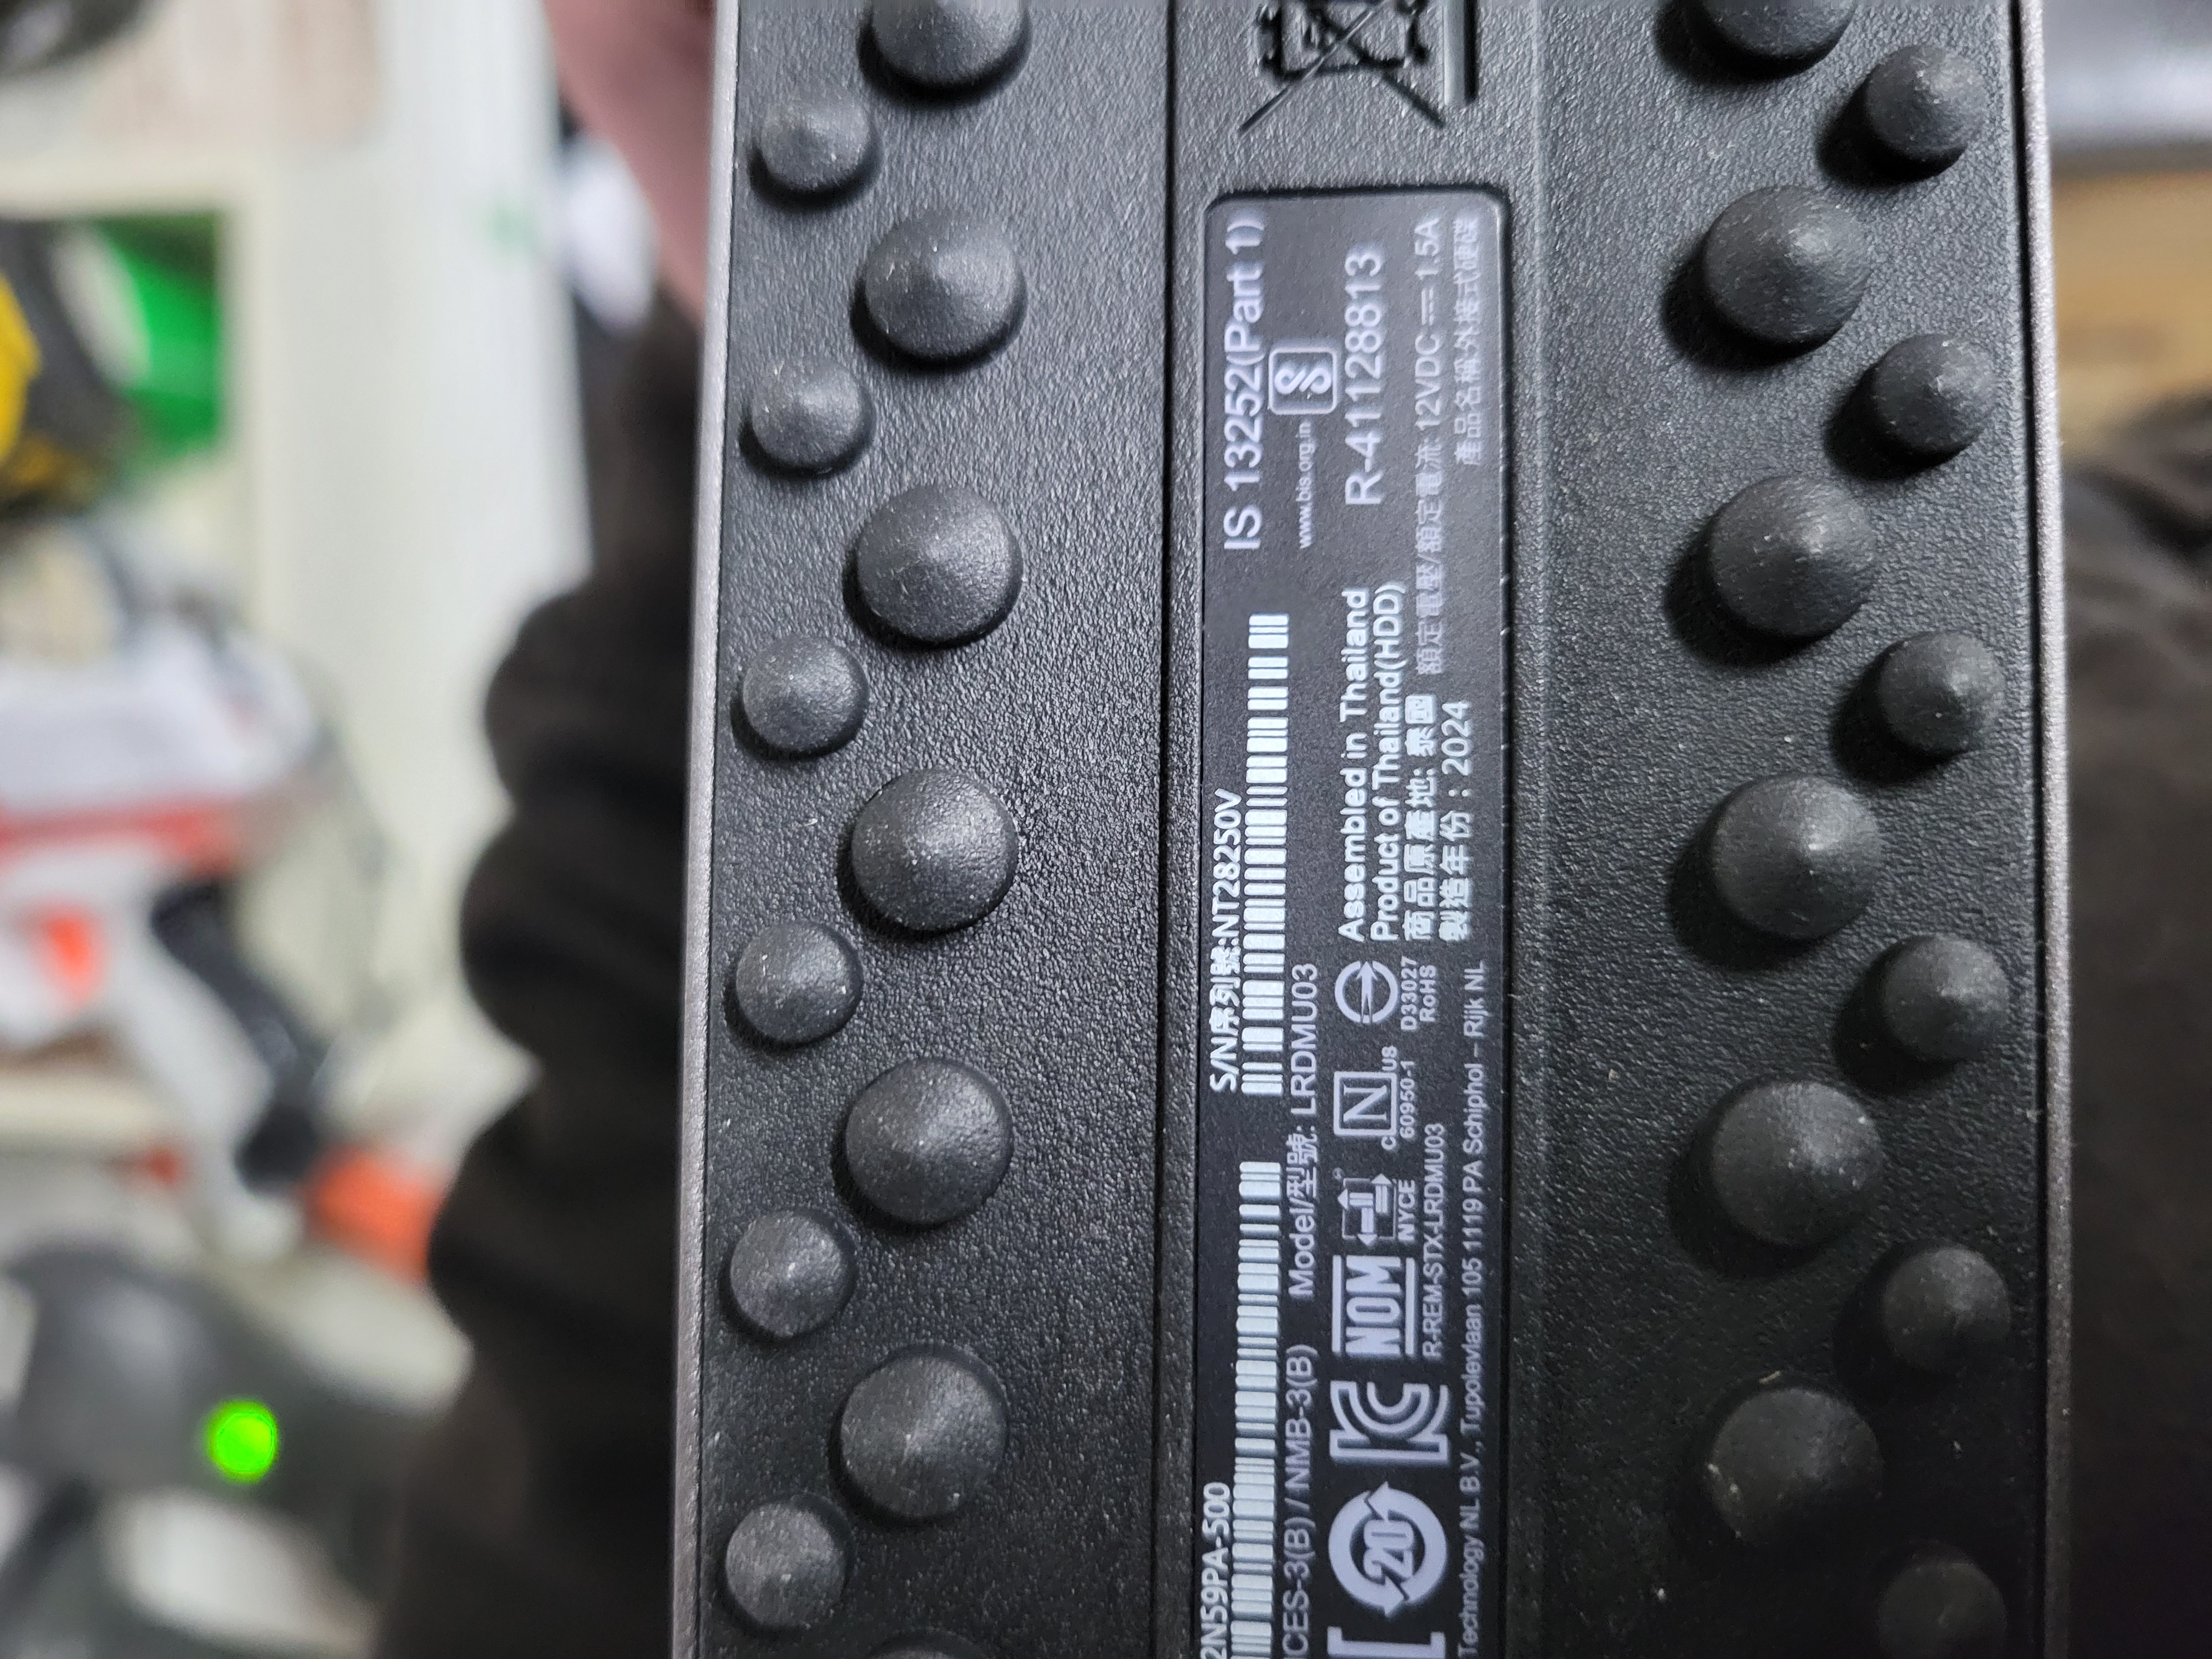 2N59PA-500
S/N序列號:NT28250V
IS 13252(Part 1)
www.bis.org.in
R-41128813
CES-3(B) / NMB-3(B)
Model/型號: LRDMU03
20
NOM
NYCE
c N us
60950-1
R-REM-STX-LRDMU03
D33027
RoHS
Assembled in Thailand
Product of Thailand(HDD)
商品原產地: 泰國
製造年份 : 2024
額定電壓/額定電流 12VDC 1.5A
產品名稱:外接式硬碟
Technology NL B.V., Tupolevlaan 105 1119 PA Schiphol – Rijk NL